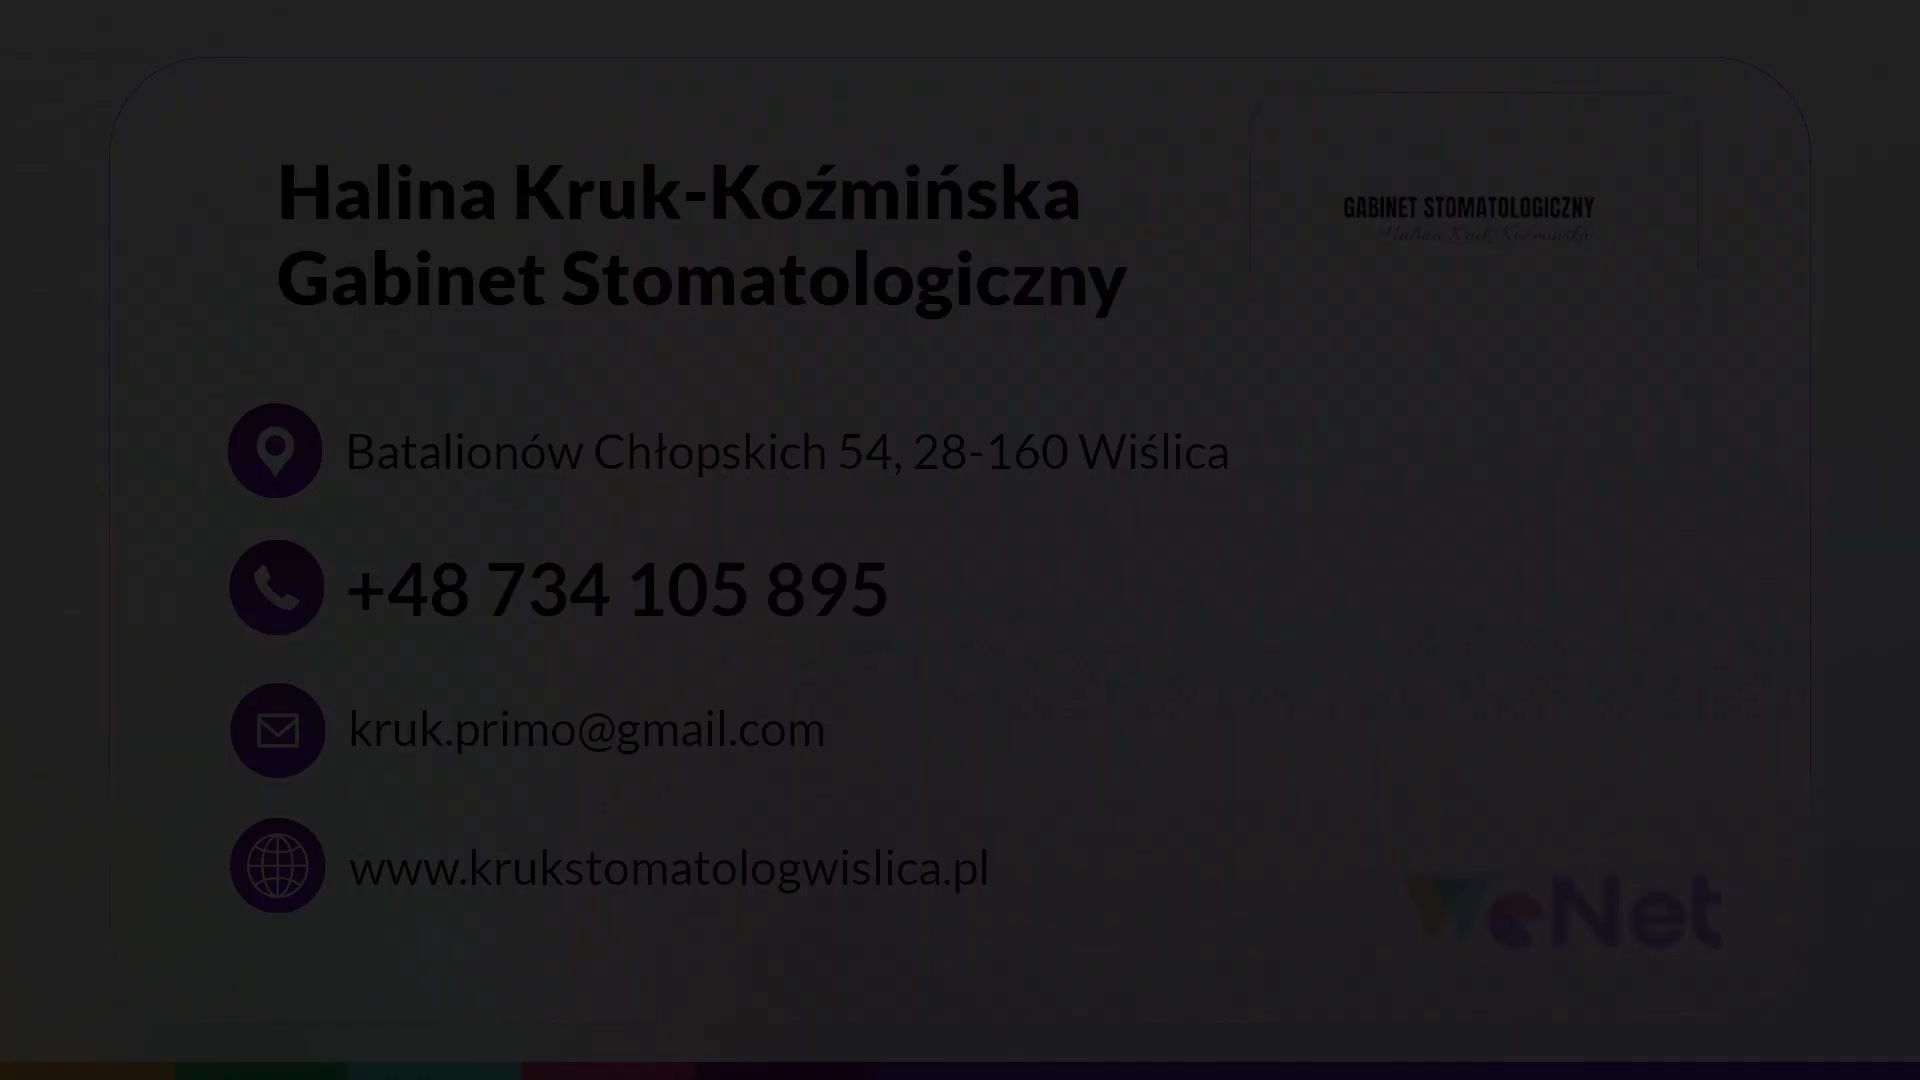 Halina Kruk-Koźmińska
Gabinet Stomatologiczny
GABINET STOMATOLOGICZNY
Halina Kruk-Koźmińska
Batalionów Chłopskich 54, 28-160 Wiślica
+48 734 105 895
kruk.primo@gmail.com
www.krukstomatologwislica.pl
WeNet